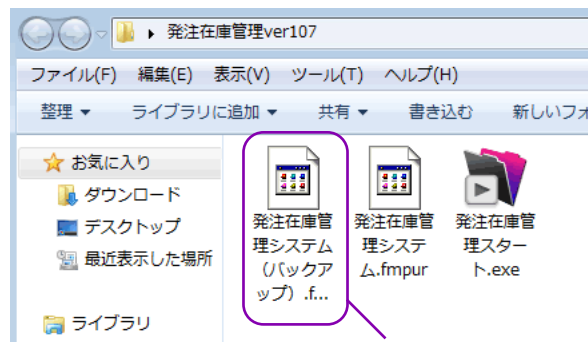 発注在庫管理ver107
ファイル(F) 編集(E) 表示(V) ツール(T) ヘルプ(H)
整理 ライブラリに追加 共有 書き込む 新しいフォ
お気に入り
ダウンロード
デスクトップ
最近表示した場所
ライブラリ
発注在庫管
理システム
（バックア
ップ）.f...
発注在庫管
理システ
ム.fmpur
発注在庫管
理スター
ト.exe